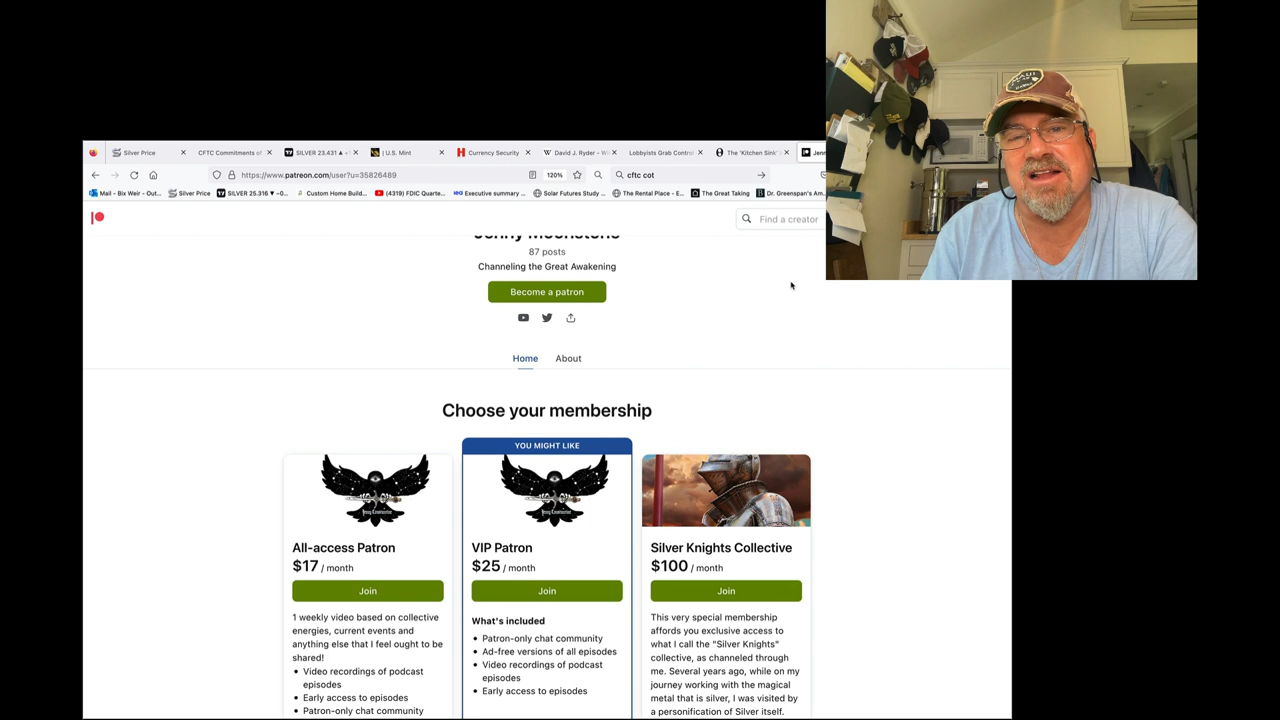 Silver Price
CFTC Commitments of
SILVER 23.431
U.S. Mint
Currency Security
David J. Ryder - Wi
Lobbyists Grab Control
The 'Kitchen Sink'
Jenn
https://www.patreon.com/user?u=35826489
120%
cftc cot
Mail - Bix Weir - Out...
Silver Price
SILVER 25.316
Custom Home Build...
(4319) FDIC Quarte...
Executive summary ...
Solar Futures Study ...
The Rental Place - E...
The Great Taking
Dr. Greenspan's Am...
Find a creator
Jenny Moonstone
87 posts
Channeling the Great Awakening
Become a patron
Home
About
Choose your membership
YOU MIGHT LIKE
All-access Patron
$17 / month
Join
1 weekly video based on collective
energies, current events and
anything else that I feel ought to be
shared!
• Video recordings of podcast
episodes
• Early access to episodes
• Patron-only chat community
VIP Patron
$25 / month
Join
What's included
• Patron-only chat community
• Ad-free versions of all episodes
• Video recordings of podcast
episodes
• Early access to episodes
Silver Knights Collective
$100 / month
Join
This very special membership
affords you exclusive access to
what I call the "Silver Knights"
collective, as channeled through
me. Several years ago, while on my
journey working with the magical
metal that is silver, I was visited by
a personification of Silver itself.
MAUI